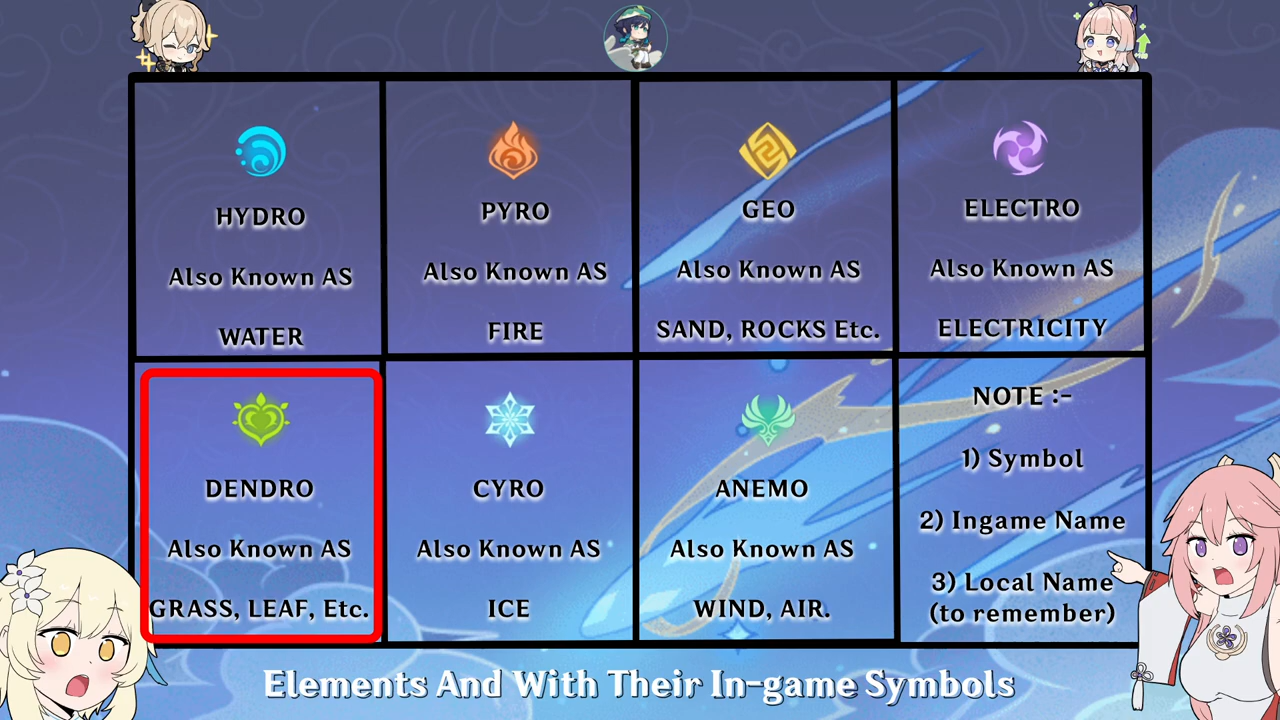 HYDRO
Also Known AS
WATER
PYRO
Also Known AS
FIRE
GEO
Also Known AS
SAND, ROCKS Etc.
ELECTRO
Also Known AS
ELECTRICITY
DENDRO
Also Known AS
GRASS, LEAF, Etc.
CYRO
Also Known AS
ICE
ANEMO
Also Known AS
WIND, AIR.
NOTE :-
1) Symbol
2) Ingame Name
3) Local Name
(to remember)
Elements And With Their In-game Symbols